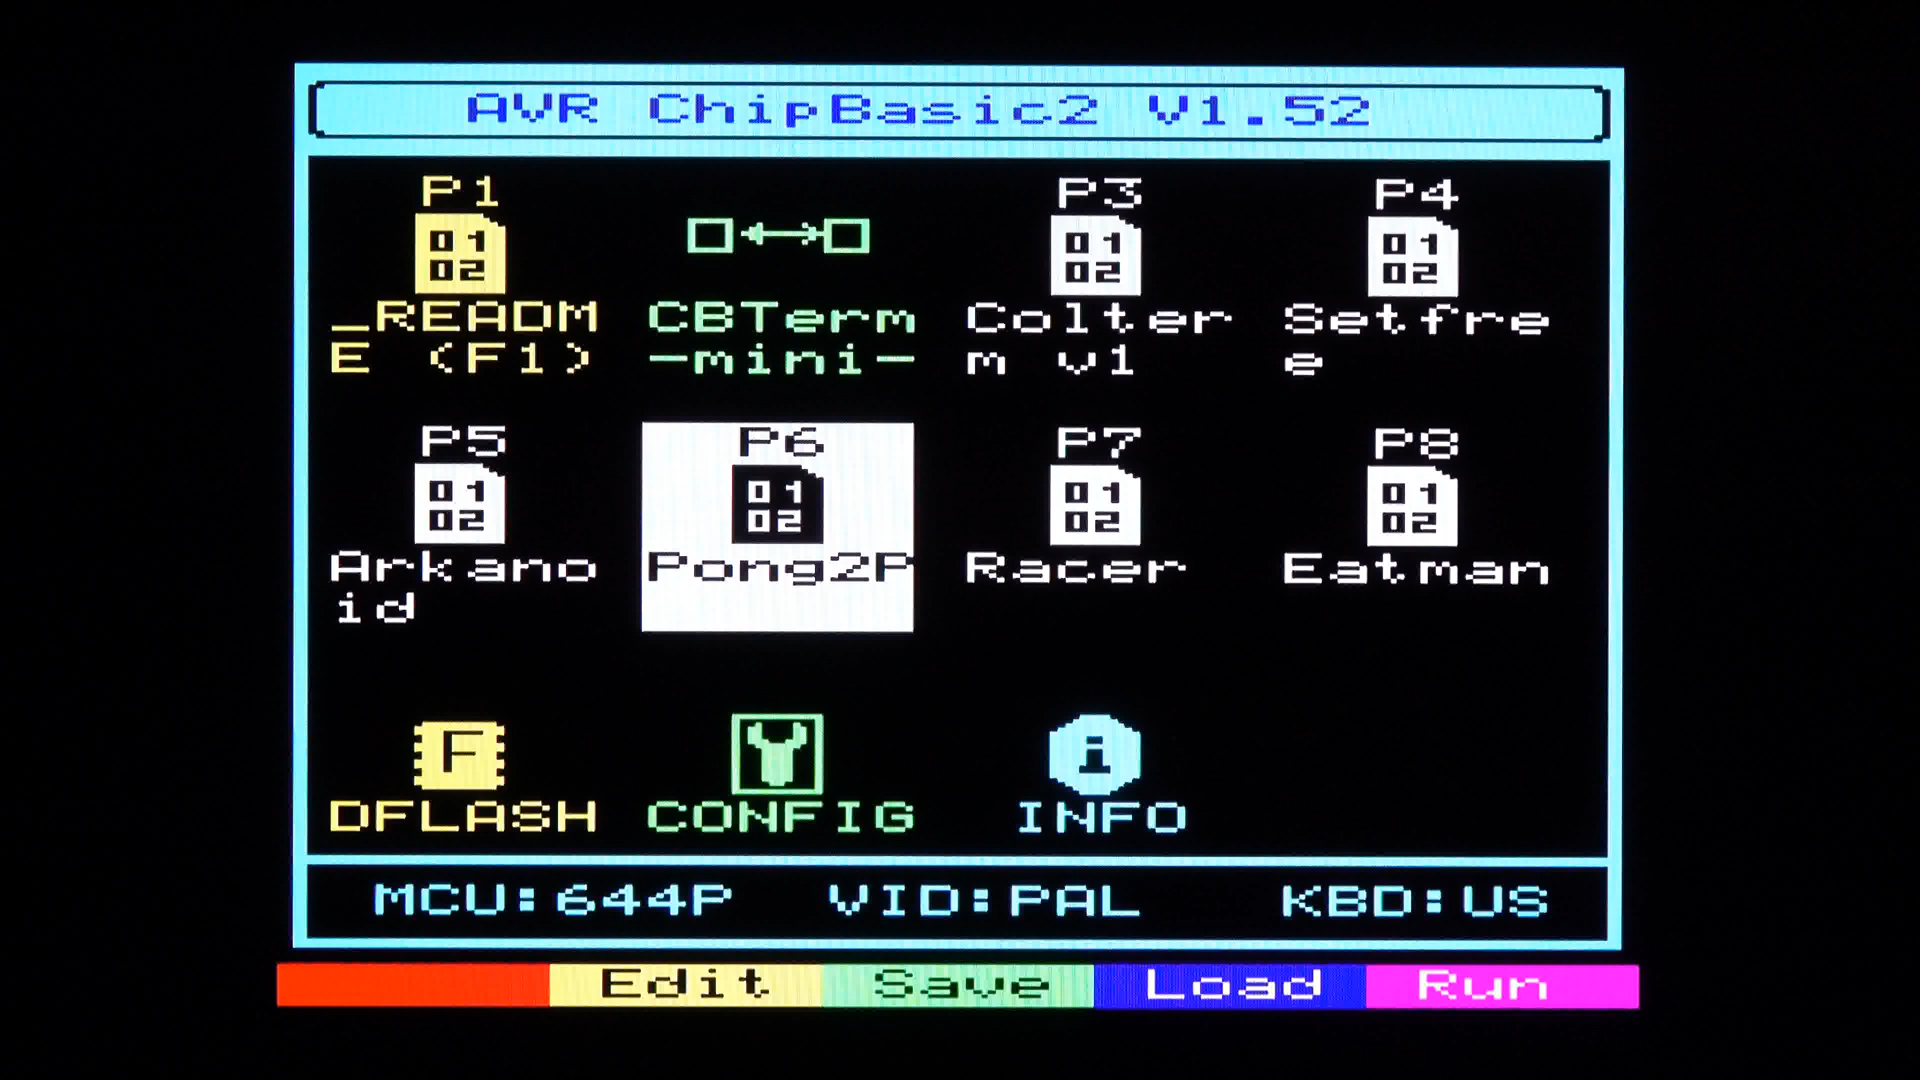 AVR ChipBasic2 V1.52
P1 P3 P4
01 01 01
02 02 02
_READM CBTerm Colter Setfre
E (F1) -mini- m v1 e
P5 P6 P7 P8
01 01 01 01
02 02 02 02
Arkano Pong2P Racer Eatman
id
F i
DFLASH CONFIG INFO
MCU:644P VID:PAL KBD:US
Edit Save Load Run